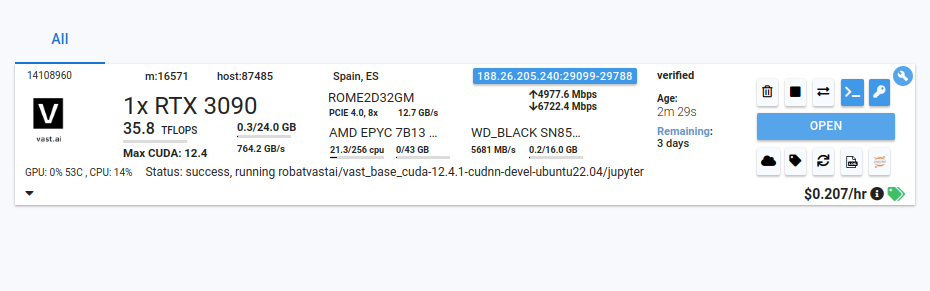 All
14108960
m:16571
host:87485
Spain, ES
188.26.205.240:29099-29788
verified
V
vast.ai
1x RTX 3090
35.8 TFLOPS
Max CUDA: 12.4
0.3/24.0 GB
764.2 GB/s
ROME2D32GM
PCIE 4.0, 8x 12.7 GB/s
AMD EPYC 7B13 ...
21.3/256 cpu 0/43 GB
↑4977.6 Mbps
↓6722.4 Mbps
WD_BLACK SN85...
5681 MB/s 0.2/16.0 GB
Age:
2m 29s
Remaining:
3 days
OPEN
GPU: 0% 53C , CPU: 14% Status: success, running robatvastai/vast_base_cuda-12.4.1-cudnn-devel-ubuntu22.04/jupyter
$0.207/hr